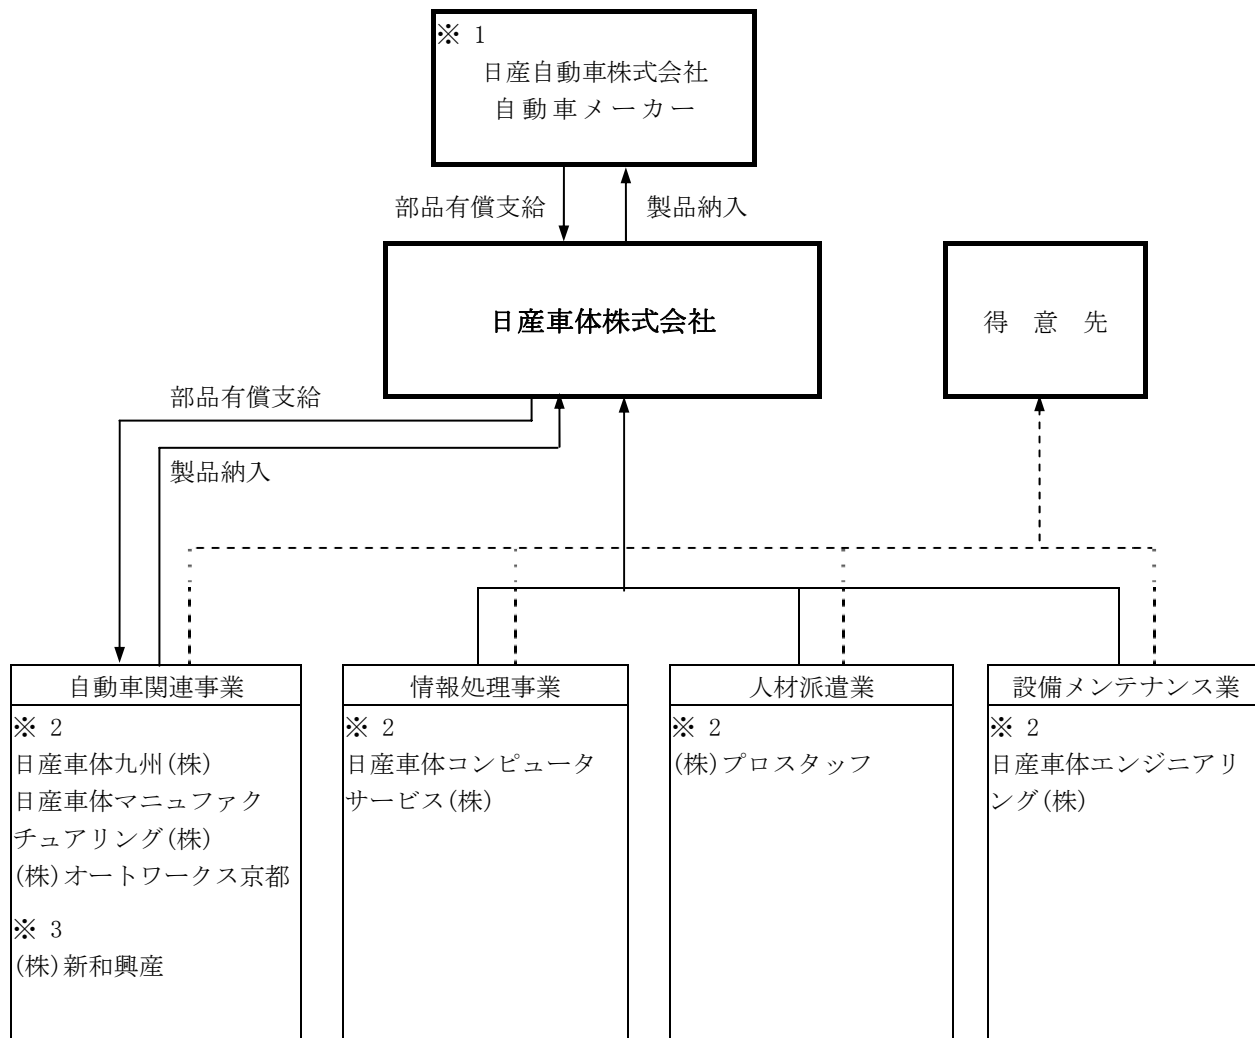 ※ 1
日産自動車株式会社
自動車メーカー
部品有償支給
製品納入
日産車体株式会社
得 意 先
部品有償支給
製品納入
自動車関連事業
※ 2
日産車体九州(株)
日産車体マニュファク
チュアリング(株)
(株)オートワークス京都
※ 3
(株)新和興産
情報処理事業
※ 2
日産車体コンピュータ
サービス(株)
人材派遣業
※ 2
(株)プロスタッフ
設備メンテナンス業
※ 2
日産車体エンジニアリ
ング(株)